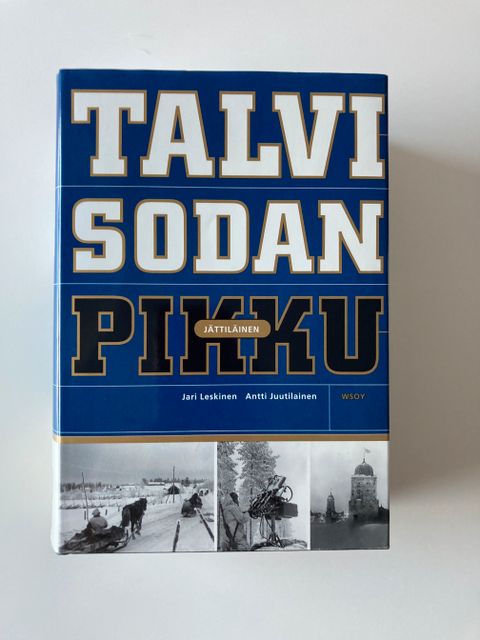 TALVI
SODAN
PIKKU
JÄTTILÄINEN
Jari Leskinen Antti Juutilainen WSOY